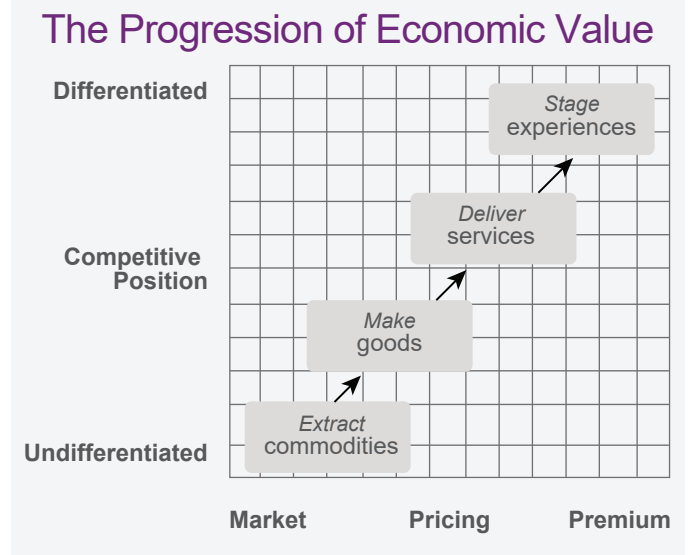 The Progression of Economic Value
Differentiated
Stage
experiences
Deliver
services
Competitive
Position
Make
goods
Extract
commodities
Undifferentiated
Market Pricing Premium